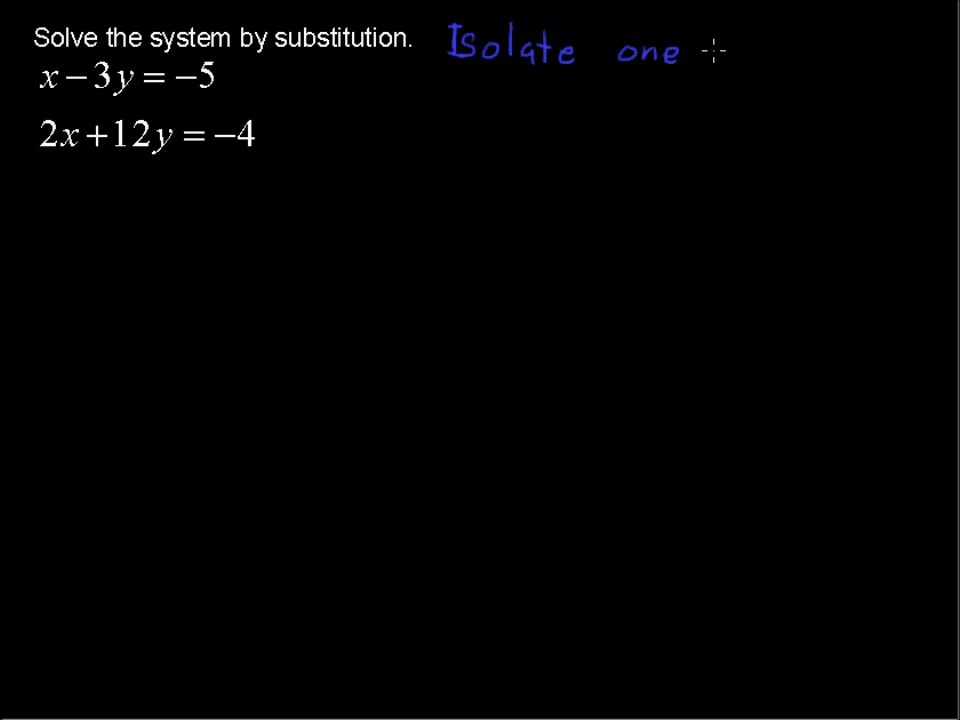 Solve the system by substitution. Isolate one
x − 3y = −5
2x + 12y = −4